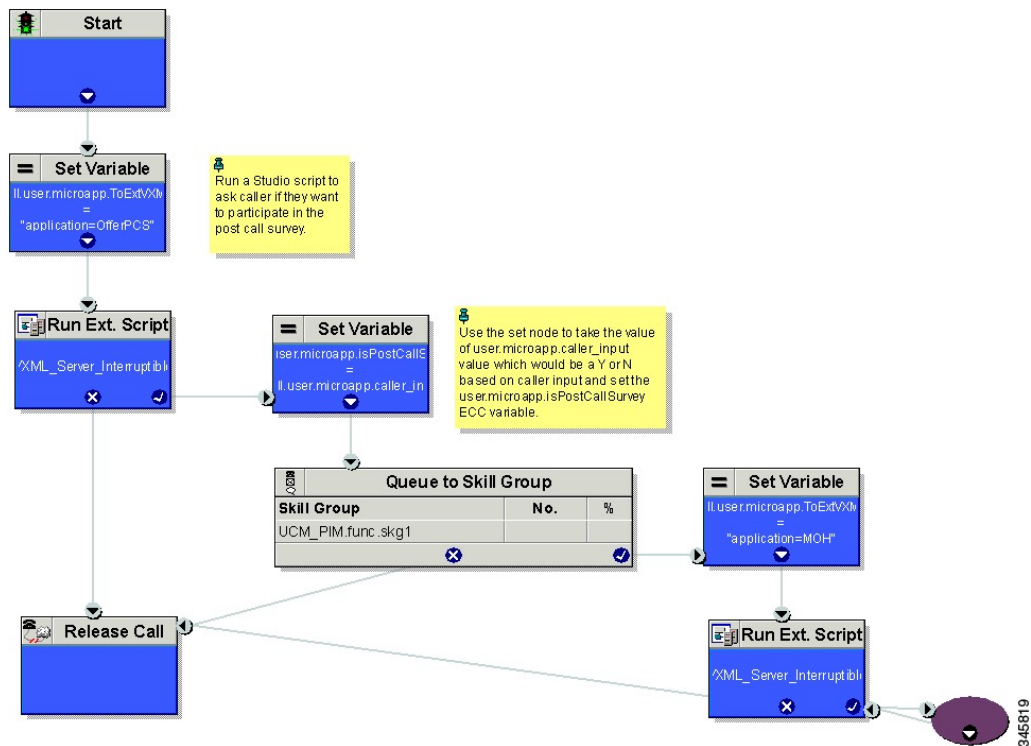 Start
Set Variable
ll.user.microapp.ToExtVXM
=
"application=OfferPCS"
Run a Studio script to
ask caller if they want
to participate in the
post call survey.
Run Ext. Script
VXML_Server_Interruptibl
Set Variable
user.microapp.isPostCallS
=
ll.user.microapp.caller_in
Use the set node to take the value
of user.microapp.caller_input
value which would be a Y or N
based on caller input and set the
user.microapp.isPostCallSurvey
ECC variable.
Queue to Skill Group
Skill Group No. %
UCM_PIM.func.skg1
Set Variable
ll.user.microapp.ToExtVXM
=
"application=MOH"
Release Call
Run Ext. Script
VXML_Server_Interruptibl
345819